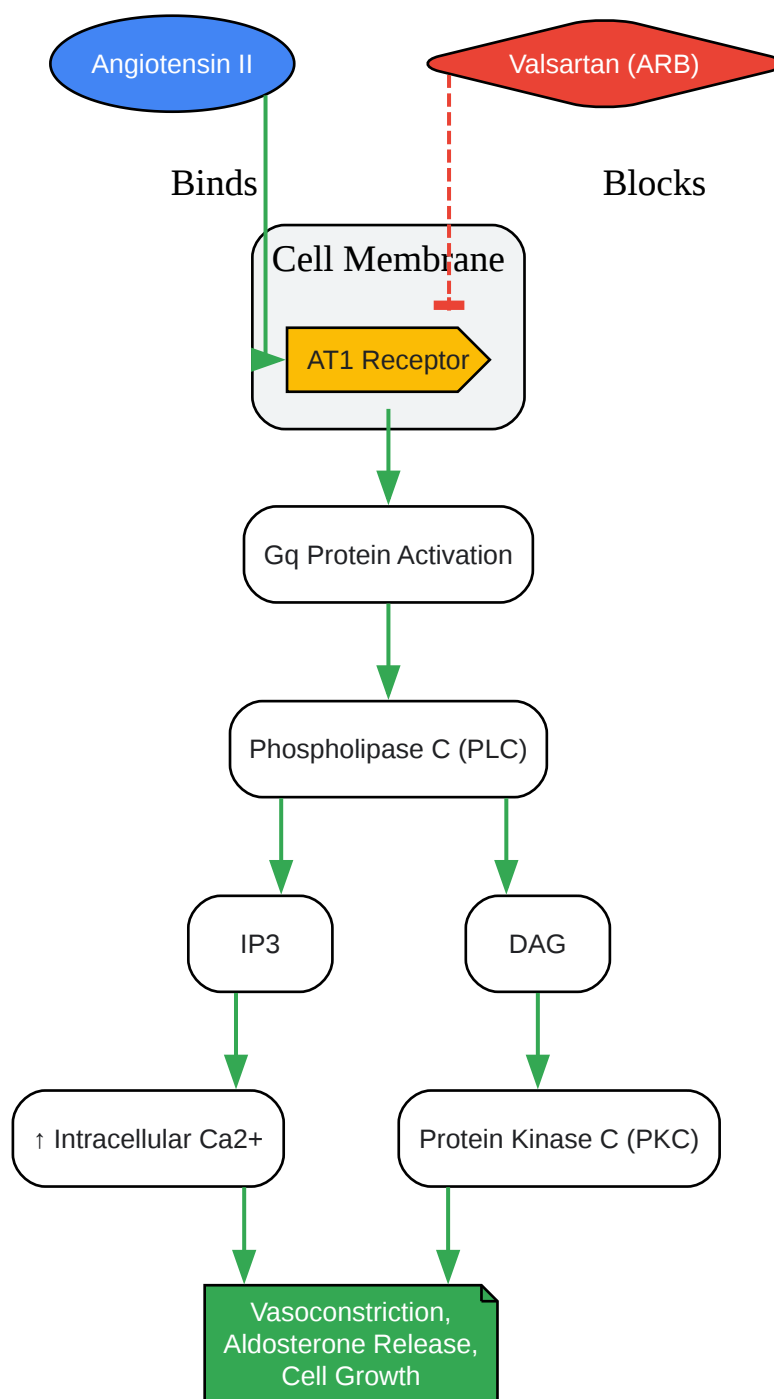 Angiotensin II
Valsartan (ARB)
Binds
Blocks
Cell Membrane
AT1 Receptor
Gq Protein Activation
Phospholipase C (PLC)
IP3
DAG
↑ Intracellular Ca2+
Protein Kinase C (PKC)
Vasoconstriction,
Aldosterone Release,
Cell Growth